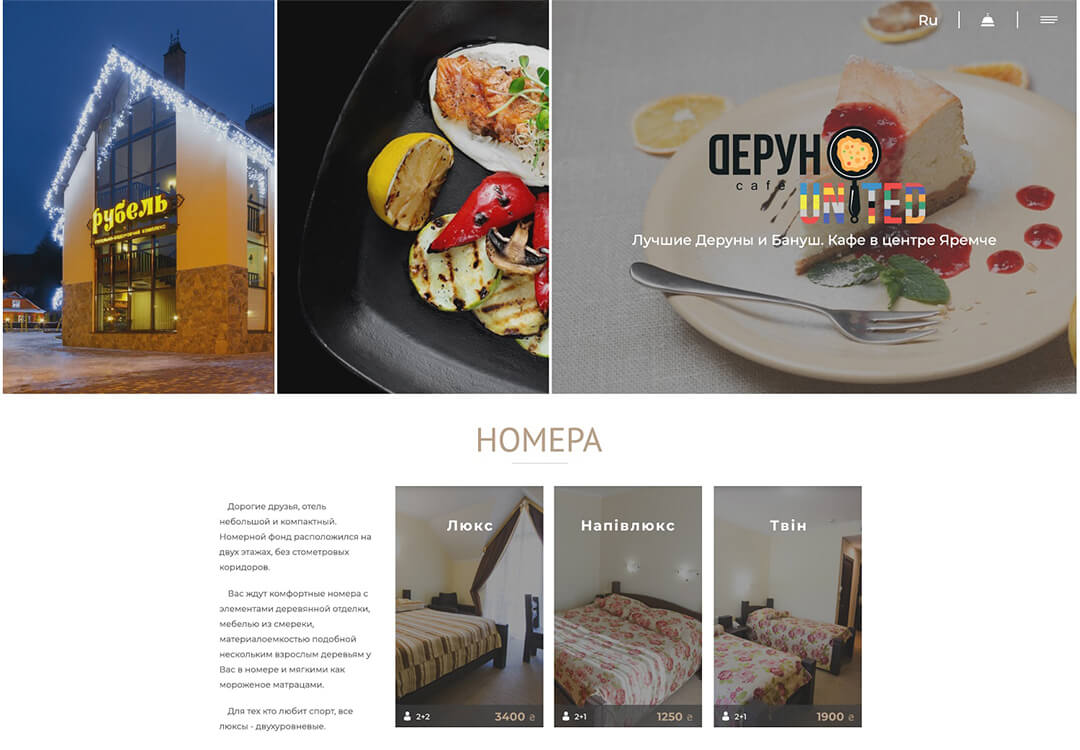 Ru
ДЕРУН
cafe
UNITED
Лучшие Деруны и Бануш. Кафе в центре Яремче
рубель
НОМЕРА
Дорогие друзья, отель
небольшой и компактный.
Номерной фонд расположился на
двух этажах, без стометровых
коридоров.
Вас ждут комфортные номера с
элементами деревянной отделки,
мебелью из смереки,
материалоемкостью подобной
нескольким взрослым деревьям у
Вас в номере и мягкими как
мороженое матрацами.
Для тех кто любит спорт, все
люксы - двухуровневые.
Люкс
2+2
3400 ₴
Напівлюкс
2+1
1250 ₴
Твін
2+1
1900 ₴